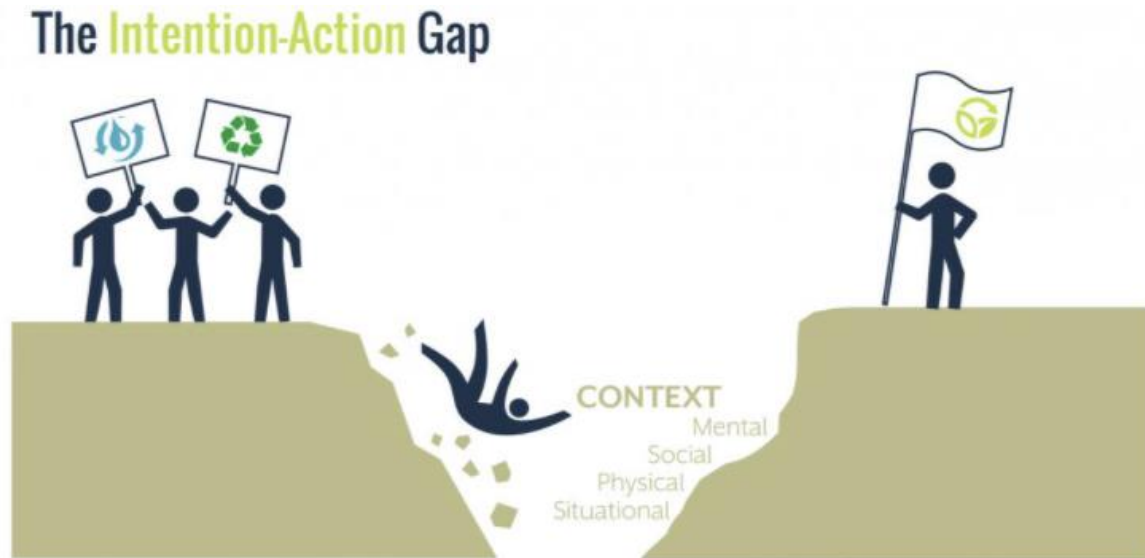 The Intention-Action Gap
CONTEXT
Mental
Social
Physical
Situational